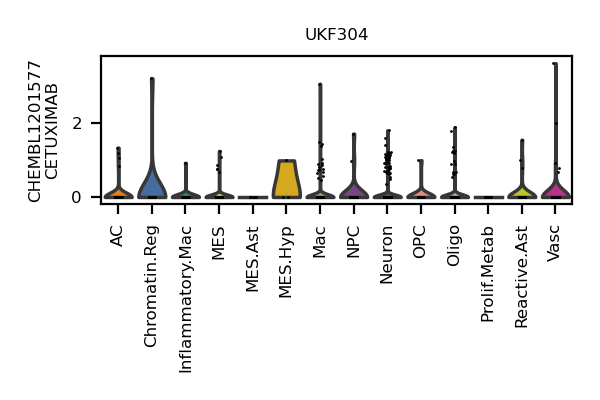 UKF304
CHEMBL1201577
CETUXIMAB
2
0
AC
Chromatin.Reg
Inflammatory.Mac
MES
MES.Ast
MES.Hyp
Mac
NPC
Neuron
OPC
Oligo
Prolif.Metab
Reactive.Ast
Vasc